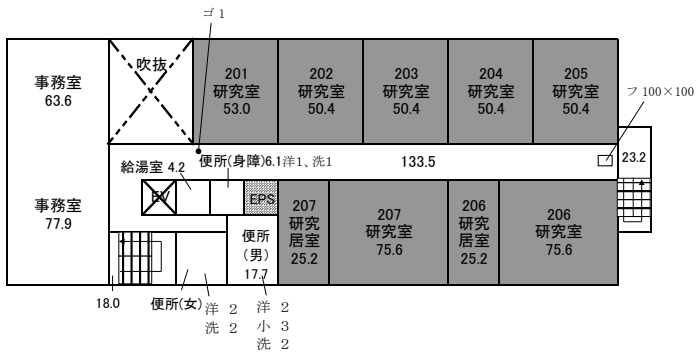 ゴ 1
事務室
63.6
吹抜
201
研究室
53.0
202
研究室
50.4
203
研究室
50.4
204
研究室
50.4
205
研究室
50.4
フ 100×100
給湯室 4.2
便所(身障)6.1洋1、洗1
133.5
23.2
事務室
77.9
EV
EPS
便所
(男)
17.7
207
研究
居室
25.2
207
研究室
75.6
206
研究
居室
25.2
206
研究室
75.6
18.0
便所(女)
洋 2
洗 2
洋 2
小 3
洗 2